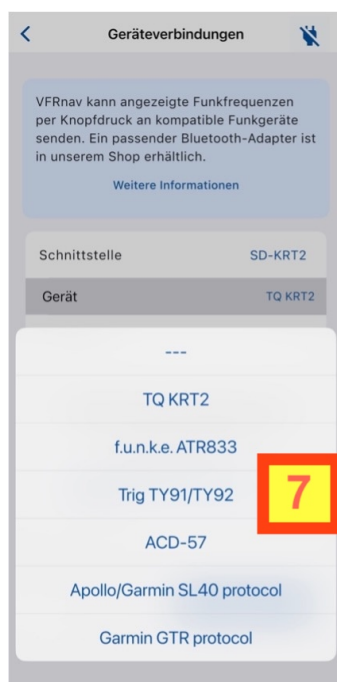 Geräteverbindungen
VFRnav kann angezeigte Funkfrequenzen
per Knopfdruck an kompatible Funkgeräte
senden. Ein passender Bluetooth-Adapter ist
in unserem Shop erhältlich.
Weitere Informationen
Schnittstelle SD-KRT2
Gerät TQ KRT2
---
TQ KRT2
f.u.n.k.e. ATR833
Trig TY91/TY92
7
ACD-57
Apollo/Garmin SL40 protocol
Garmin GTR protocol